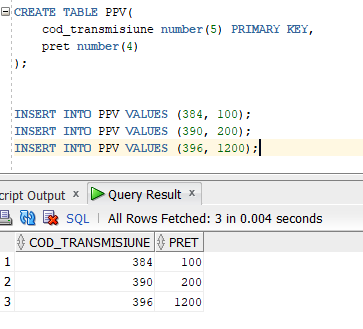 CREATE TABLE PPV(
cod_transmisiune number(5) PRIMARY KEY,
pret number(4)
);
INSERT INTO PPV VALUES (384, 100);
INSERT INTO PPV VALUES (390, 200);
INSERT INTO PPV VALUES (396, 1200);
cript Output x Query Result x
SQL | All Rows Fetched: 3 in 0.004 seconds
COD_TRANSMISIUNE PRET
1 384 100
2 390 200
3 396 1200